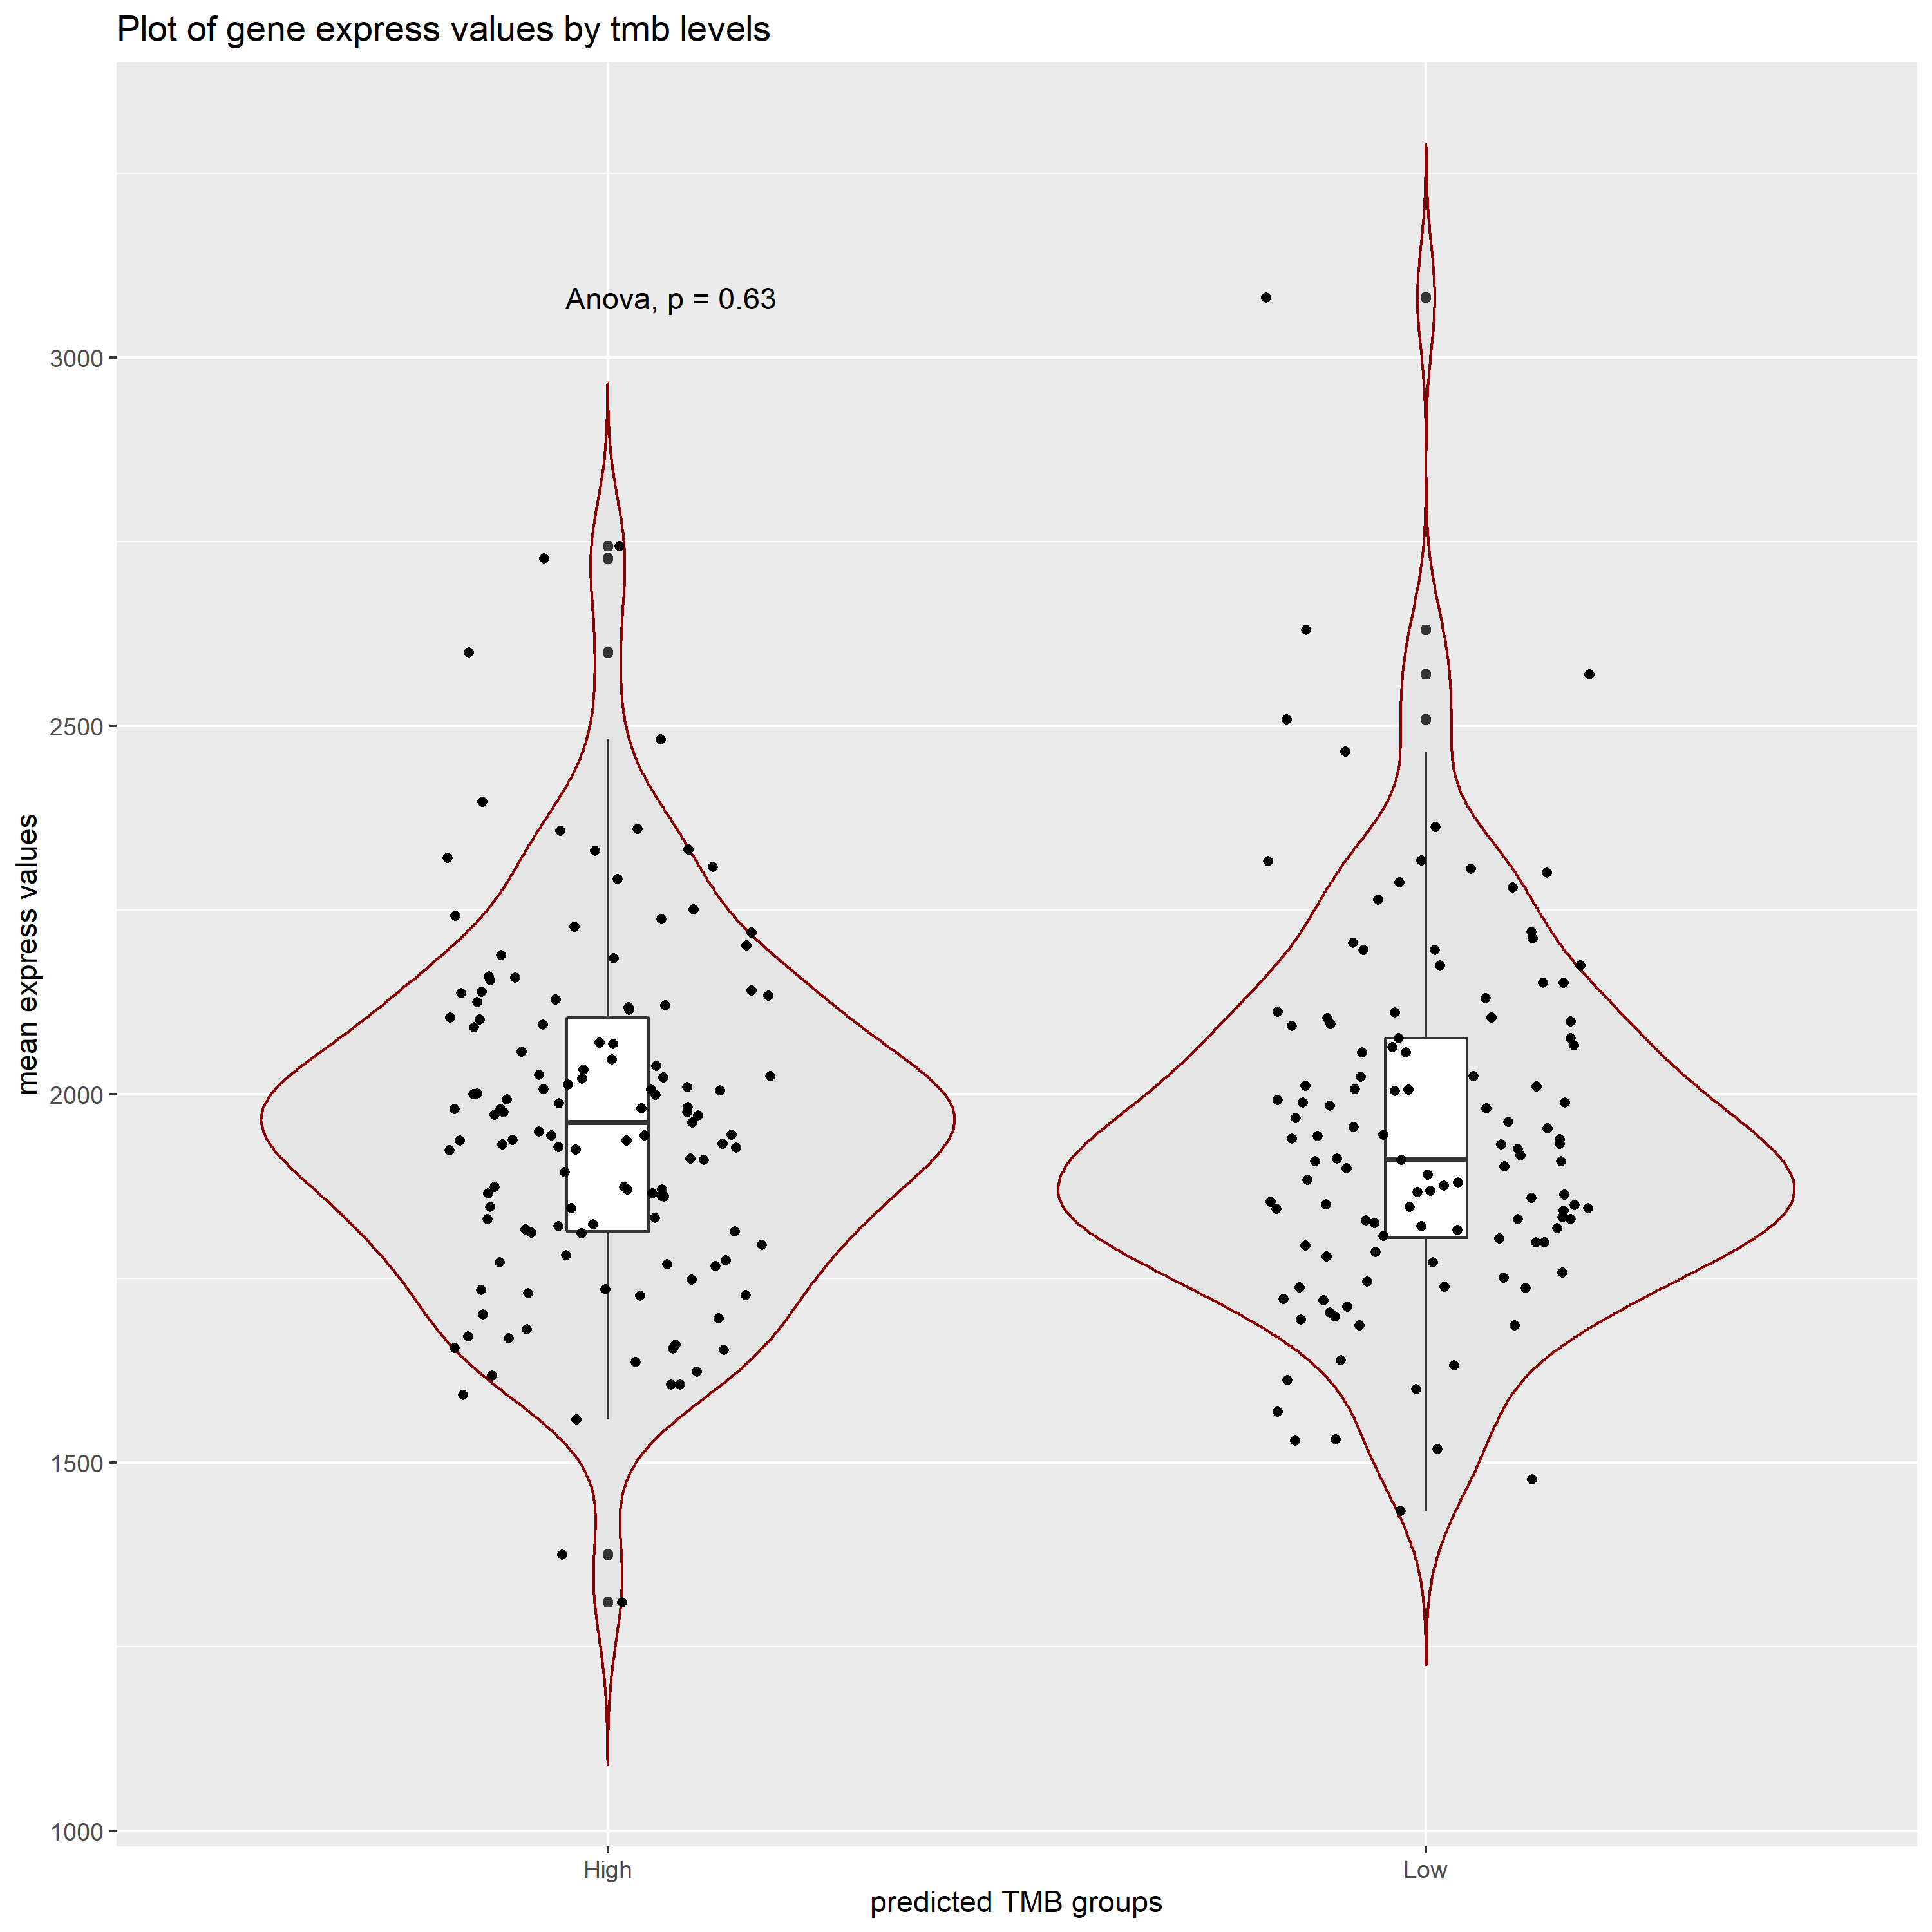 Plot of gene express values by tmb levels
Anova, p = 0.63
3000
2500
2000
1500
1000
mean express values
High
Low
predicted TMB groups